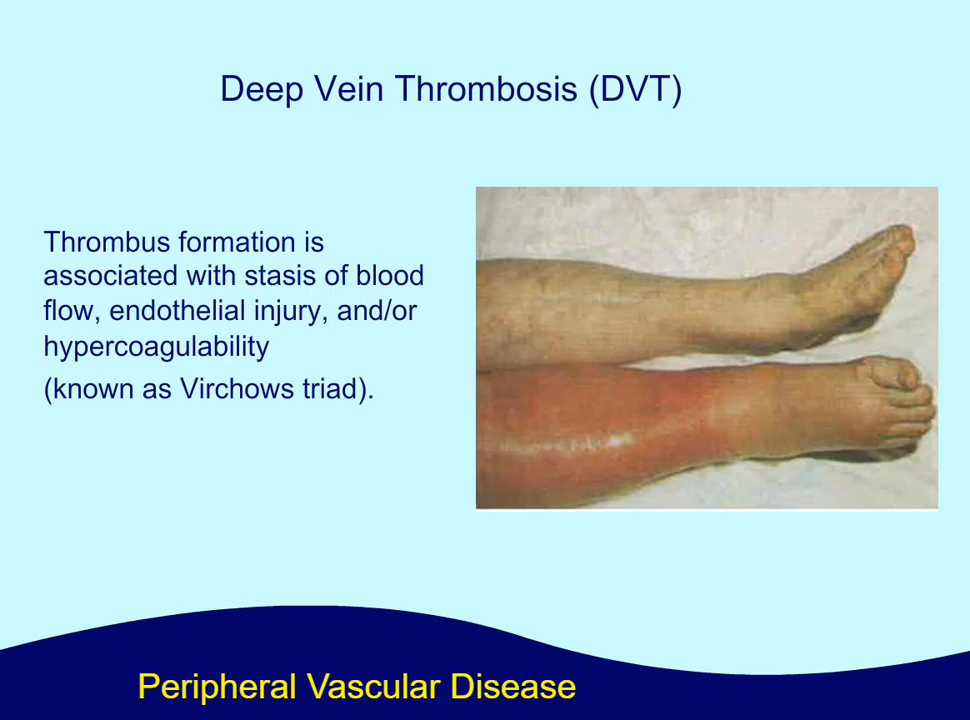 Deep Vein Thrombosis (DVT)
Thrombus formation is
associated with stasis of blood
flow, endothelial injury, and/or
hypercoagulability
(known as Virchows triad).
Peripheral Vascular Disease